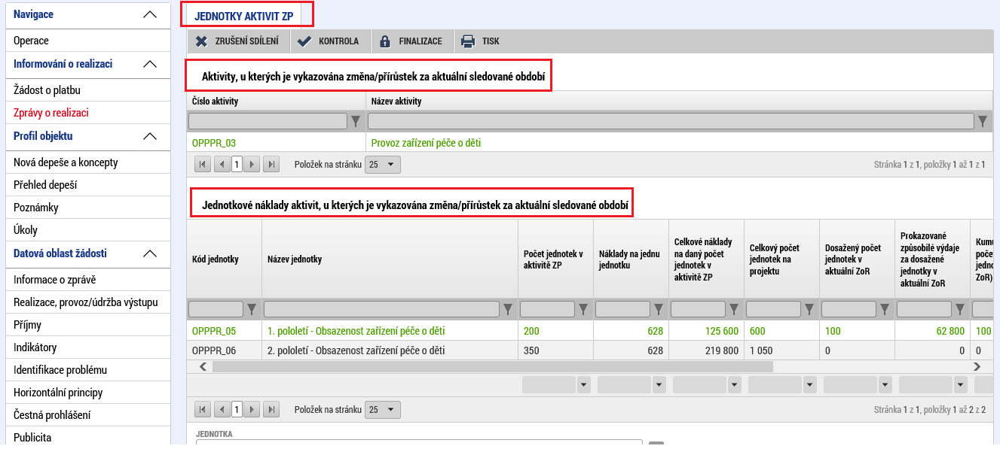 Navigace
Operace
Informování o realizaci
Žádost o platbu
Zprávy o realizaci
Profil objektu
Nová depeše a koncepty
Přehled depeší
Poznámky
Úkoly
Datová oblast žádosti
Informace o zprávě
Realizace, provoz/údržba výstupu
Příjmy
Indikátory
Identifikace problému
Horizontální principy
Čestná prohlášení
Publicita
JEDNOTKY AKTIVIT ZP
ZRUŠENÍ SDÍLENÍ KONTROLA FINALIZACE TISK
Aktivity, u kterých je vykazována změna/přírůstek za aktuální sledované období
Číslo aktivity Název aktivity
OPPPR_03 Provoz zařízení péče o děti
1 Položek na stránku 25 Stránka 1 z 1, položky 1 až 1 z 1
Jednotkové náklady aktivit, u kterých je vykazována změna/přírůstek za aktuální sledované období
Kód jednotky
Název jednotky
Počet jednotek v
aktivitě ZP
Náklady na jednu
jednotku
Celkové náklady
na daný počet
jednotek v
aktivitě ZP
Celkový počet
jednotek na
projektu
Dosažený počet
jednotek v
aktuální ZoR
Prokazované
způsobilé výdaje
za dosažené
jednotky v
aktuální ZoR
Kumu
počet
jedno
ZoR)
OPPPR_05 1. pololetí - Obsazenost zařízení péče o děti 200 628 125 600 600 100 62 800 100
OPPPR_06 2. pololetí - Obsazenost zařízení péče o děti 350 628 219 800 1 050 0 0 0
1 Položek na stránku 25 Stránka 1 z 1, položky 1 až 2 z 2
JEDNOTKA